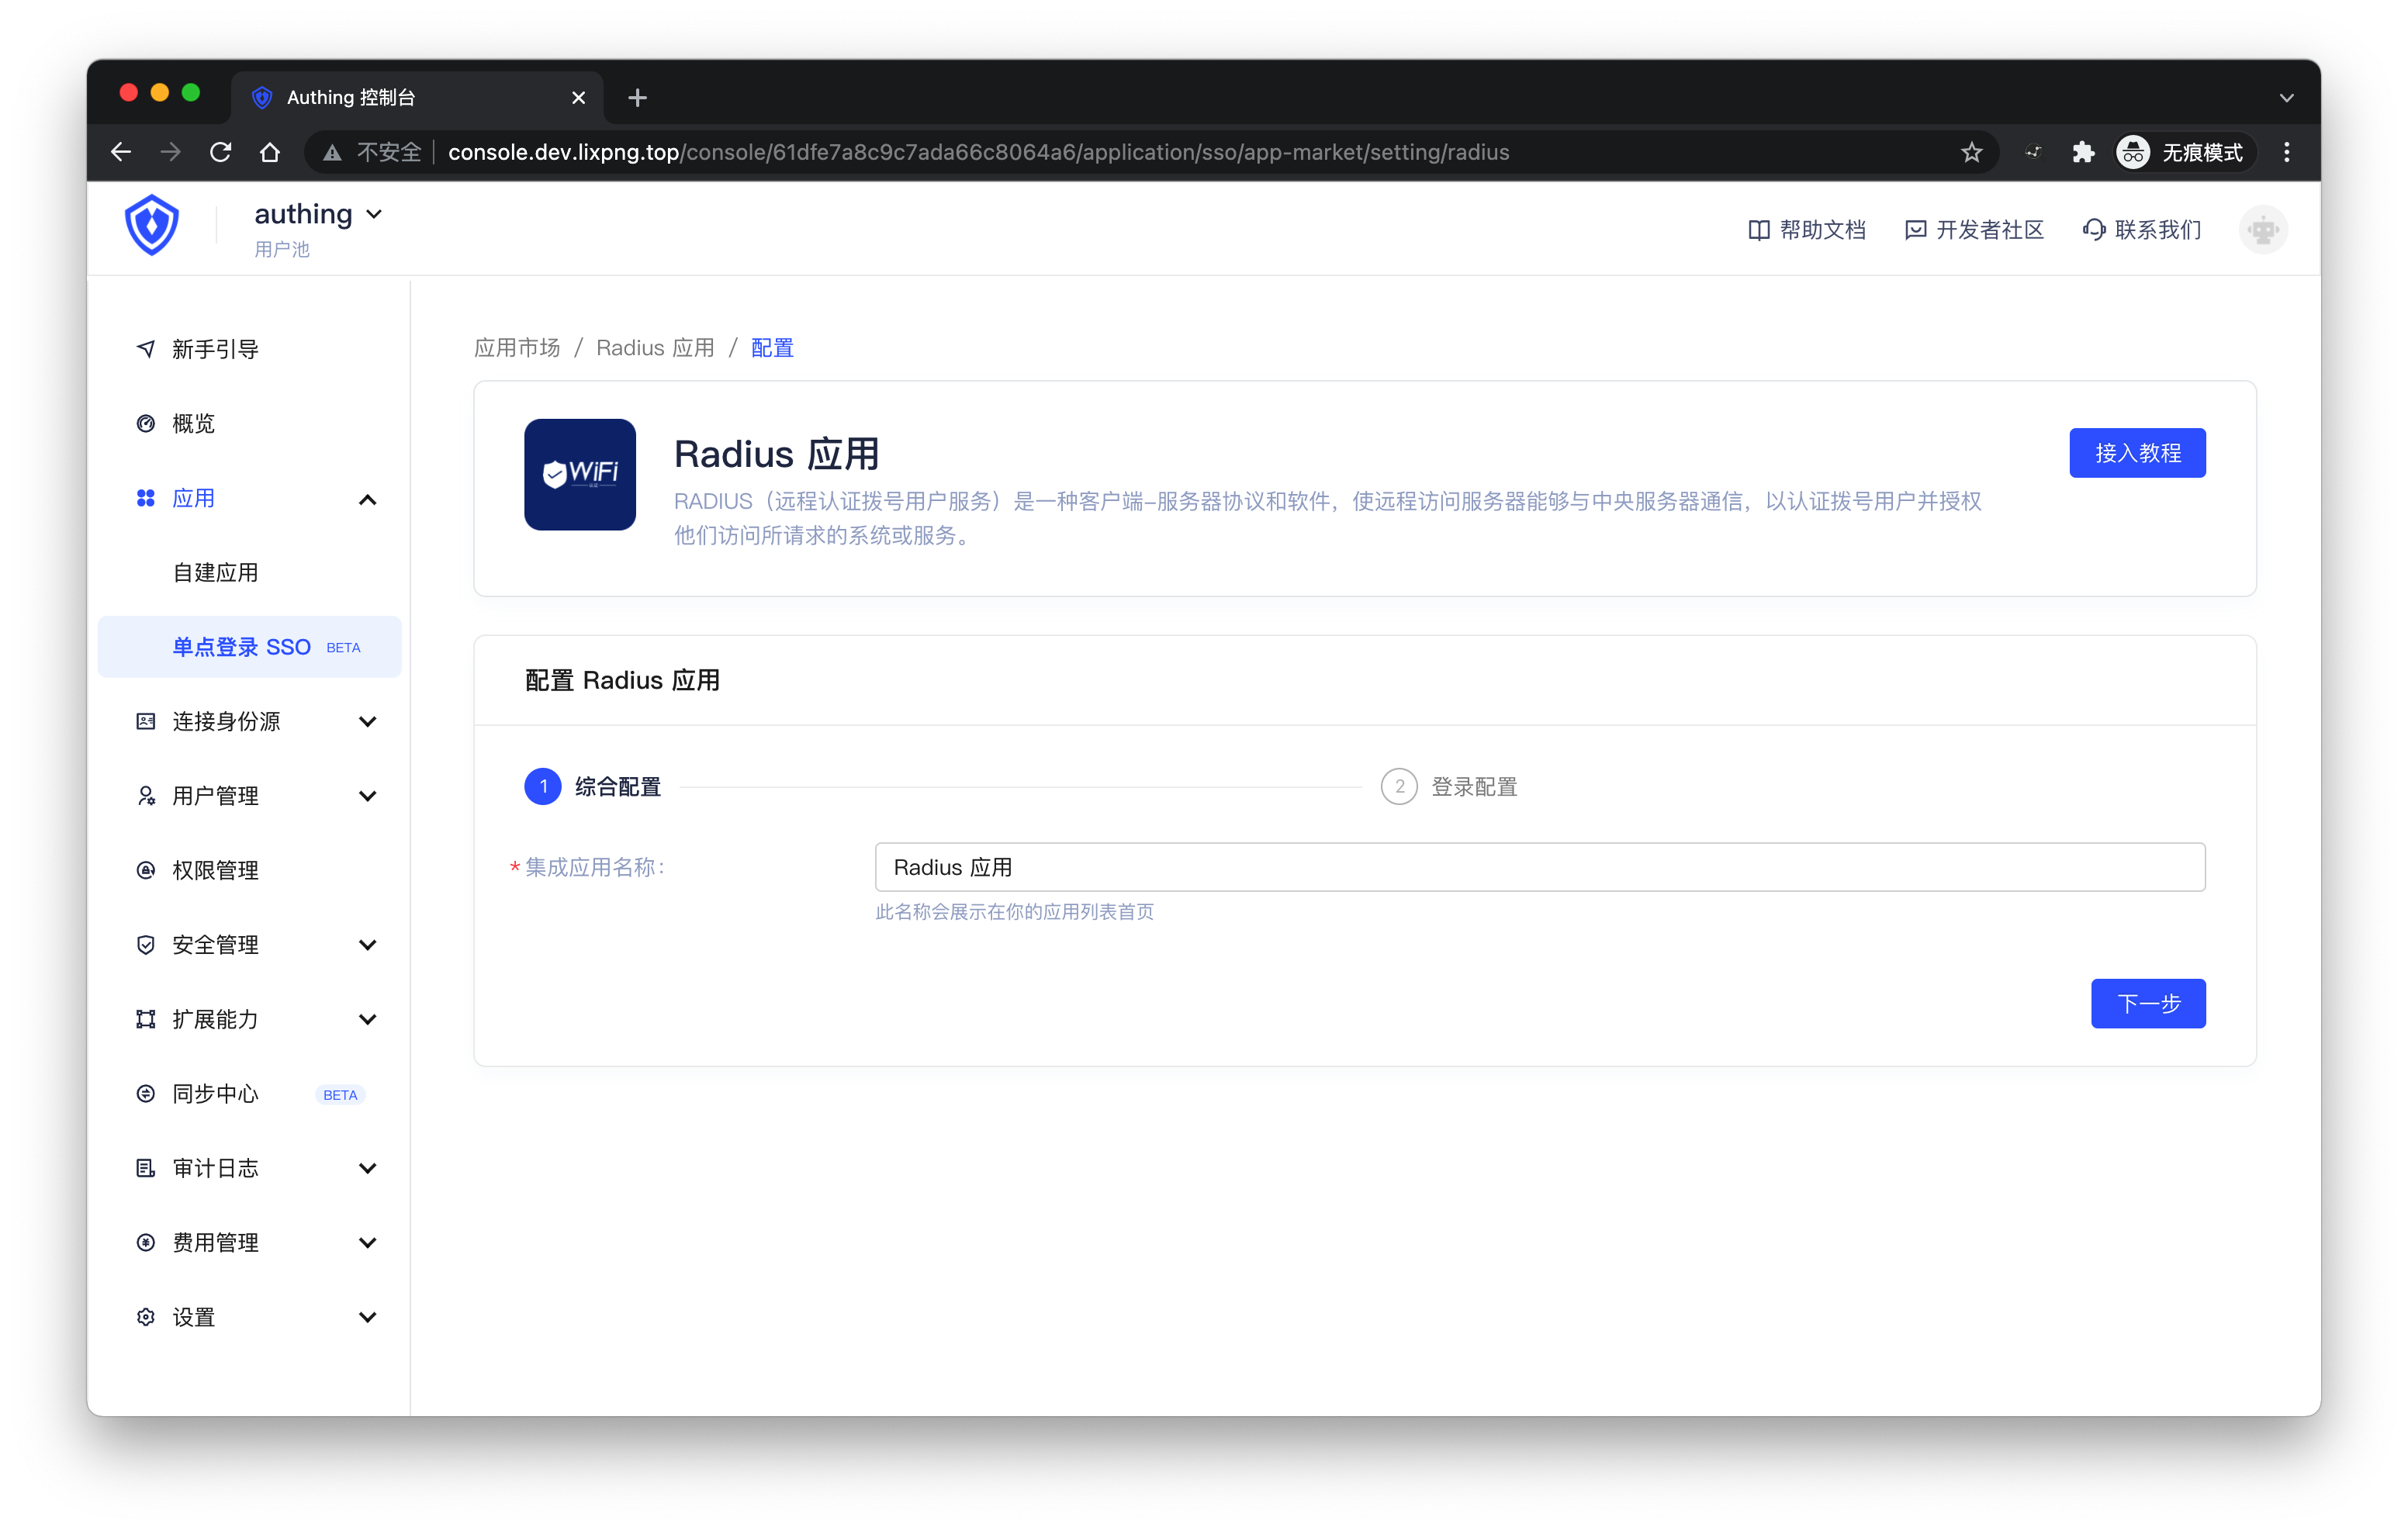 Authing 控制台
不安全 console.dev.lixpng.top/console/61dfe7a8c9c7ada66c8064a6/application/sso/app-market/setting/radius
无痕模式
authing
用户池
帮助文档
开发者社区
联系我们
新手引导
概览
应用
自建应用
单点登录 SSO BETA
连接身份源
用户管理
权限管理
安全管理
扩展能力
同步中心 BETA
审计日志
费用管理
设置
应用市场 / Radius 应用 / 配置
WiFi
Radius 应用
接入教程
RADIUS（远程认证拨号用户服务）是一种客户端-服务器协议和软件，使远程访问服务器能够与中央服务器通信，以认证拨号用户并授权
他们访问所请求的系统或服务。
配置 Radius 应用
1 综合配置
2 登录配置
* 集成应用名称：
Radius 应用
此名称会展示在你的应用列表首页
下一步